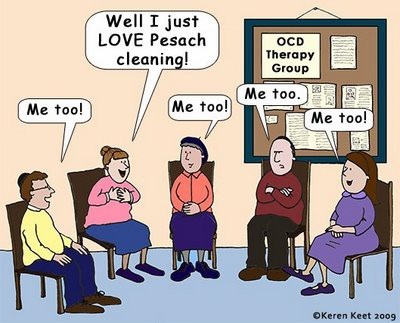 Well I just
LOVE Pesach
cleaning!
OCD
Therapy
Group
Me too!
Me too!
Me too.
Me too!
©Keren Keet 2009